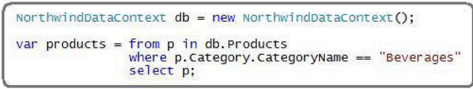 NorthwindDataContext db = new NorthwindDataContext();
var products = from p in db.Products
where p.Category.CategoryName == "Beverages"
select p;